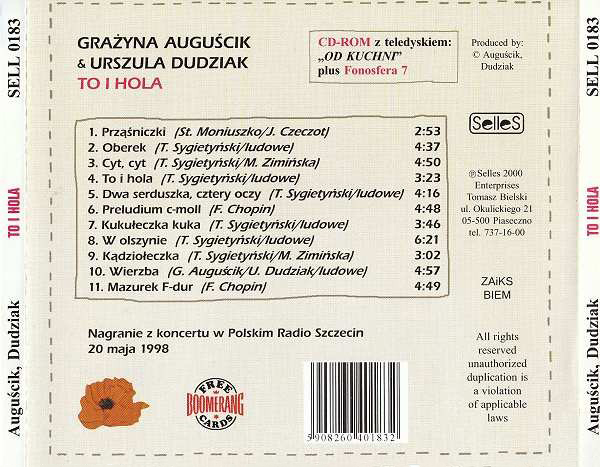 SELL 0183
TO I HOLA
Auguścik, Dudziak
GRAŻYNA AUGUŚCIK
& URSZULA DUDZIAK
TO I HOLA
CD-ROM z teledyskiem:
„OD KUCHNI”
plus Fonosfera 7
Produced by:
© Auguścik,
Dudziak
1. Prząśniczki (St. Moniuszko/J. Czeczot) 2:53
2. Oberek (T. Sygietyński/ludowe) 4:37
3. Cyt, cyt (T. Sygietyński/M. Zimińska) 4:50
4. To i hola (T. Sygietyński/ludowe) 3:23
5. Dwa serduszka, cztery oczy (T. Sygietyński/ludowe) 4:16
6. Preludium c-moll (F. Chopin) 4:48
7. Kukułeczka kuka (T. Sygietyński/ludowe) 3:46
8. W olszynie (T. Sygietyński/ludowe) 6:21
9. Kądziołeczka (T. Sygietyński/M. Zimińska) 3:02
10. Wierzba (G. Auguścik/U. Dudziak/ludowe) 4:57
11. Mazurek F-dur (F. Chopin) 4:49
Selles
℗Selles 2000
Enterprises
Tomasz Bielski
ul. Okulickiego 21
05-500 Piaseczno
tel. 737-16-00
ZAiKS
BIEM
Nagranie z koncertu w Polskim Radio Szczecin
20 maja 1998
All rights
reserved
unauthorized
duplication is
a violation
of applicable
laws
FREE
BOOMERANG
CARDS
5 908260 401832
SELL 0183
TO I HOLA
Auguścik, Dudziak